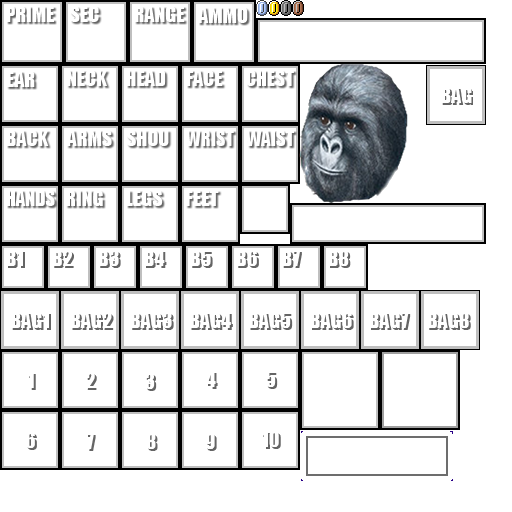 PRIME SEC RANGE AMMO
J J J J
EAR NECK HEAD FACE CHEST
BAG
BACK ARMS SHOU WRIST WAIST
HANDS RING LEGS FEET
B1 B2 B3 B4 B5 B6 B7 B8
BAG1 BAG2 BAG3 BAG4 BAG5 BAG6 BAG7 BAG8
1 2 3 4 5
6 7 8 9 10